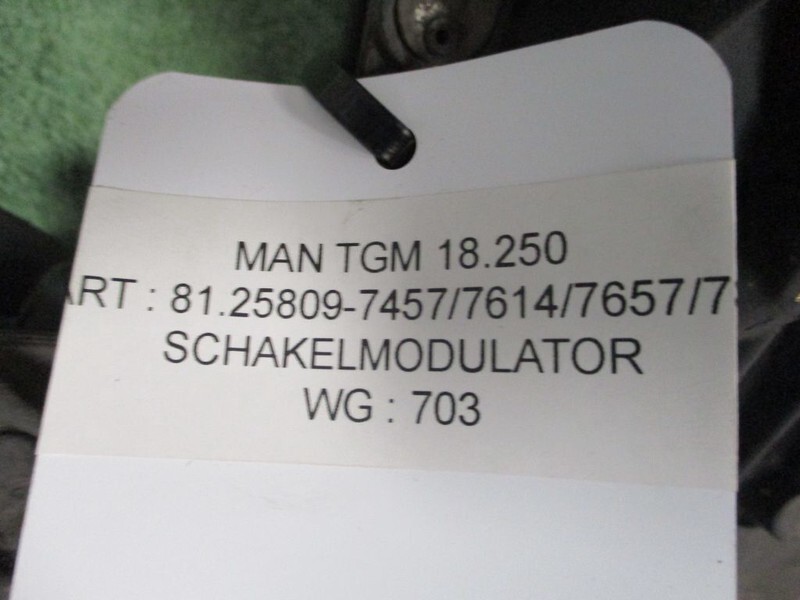 MAN TGM 18.250
ART : 81.25809-7457/7614/7657/7
SCHAKELMODULATOR
WG : 703